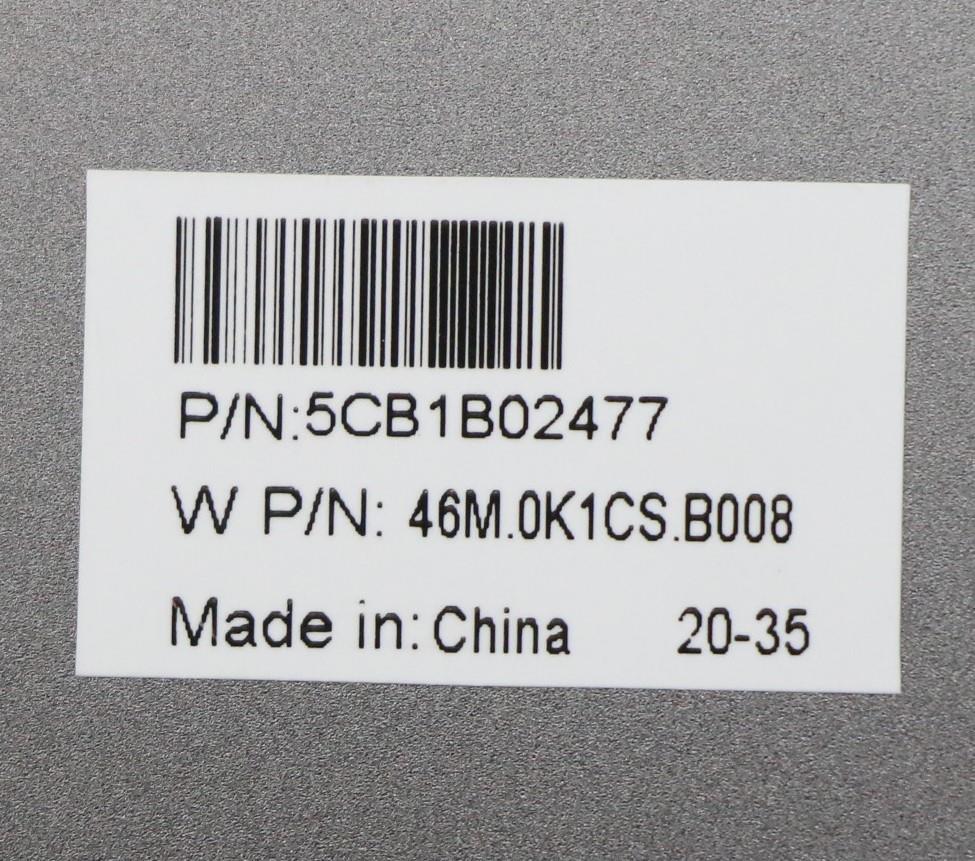 P/N:5CB1B02477
W P/N: 46M.0K1CS.B008
Made in: China 20-35